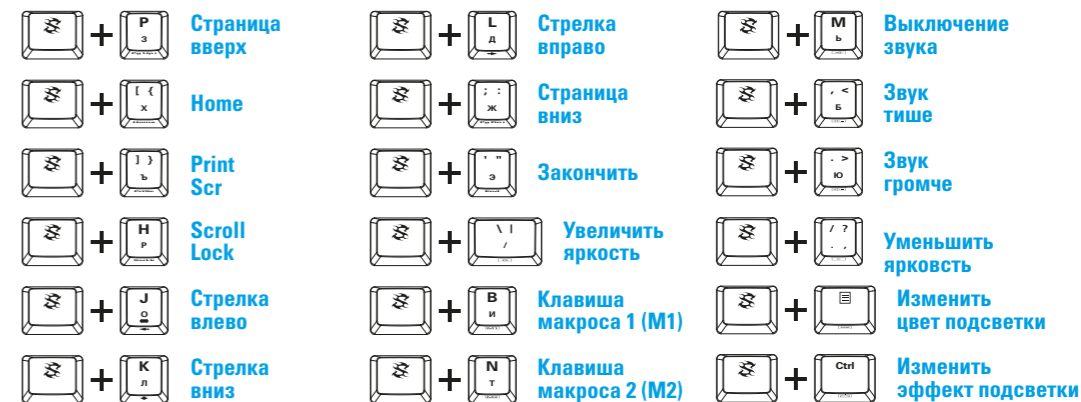 P
З
+
Страница
вверх
[ {
Х
+
Home
] }
Ъ
+
Print
Scr
H
Р
+
Scroll
Lock
J
О
+
Стрелка
влево
K
Л
+
Стрелка
вниз
L
Д
+
Стрелка
вправо
; :
Ж
+
Страница
вниз
' "
Э
+
Закончить
\ |
/
+
Увеличить
яркость
B
И
+
Клавиша
макроса 1 (M1)
N
Т
+
Клавиша
макроса 2 (M2)
M
Ь
+
Выключение
звука
, <
Б
+
Звук
тише
. >
Ю
+
Звук
громче
/ ?
. ,
+
Уменьшить
ярковсть
+
Изменить
цвет подсветки
Ctrl
+
Изменить
эффект подсветки